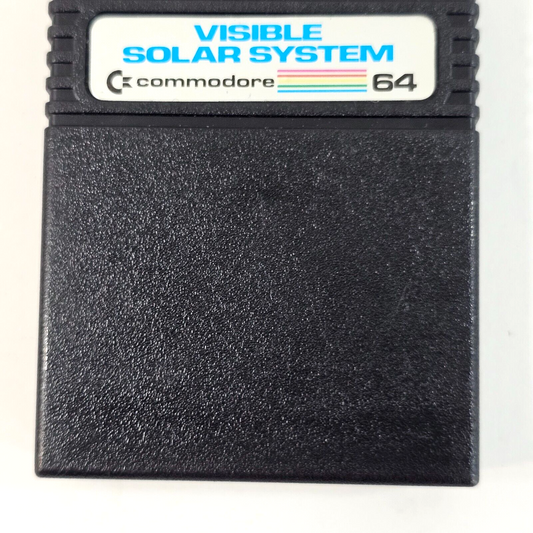 VISIBLE
SOLAR SYSTEM
commodore 64